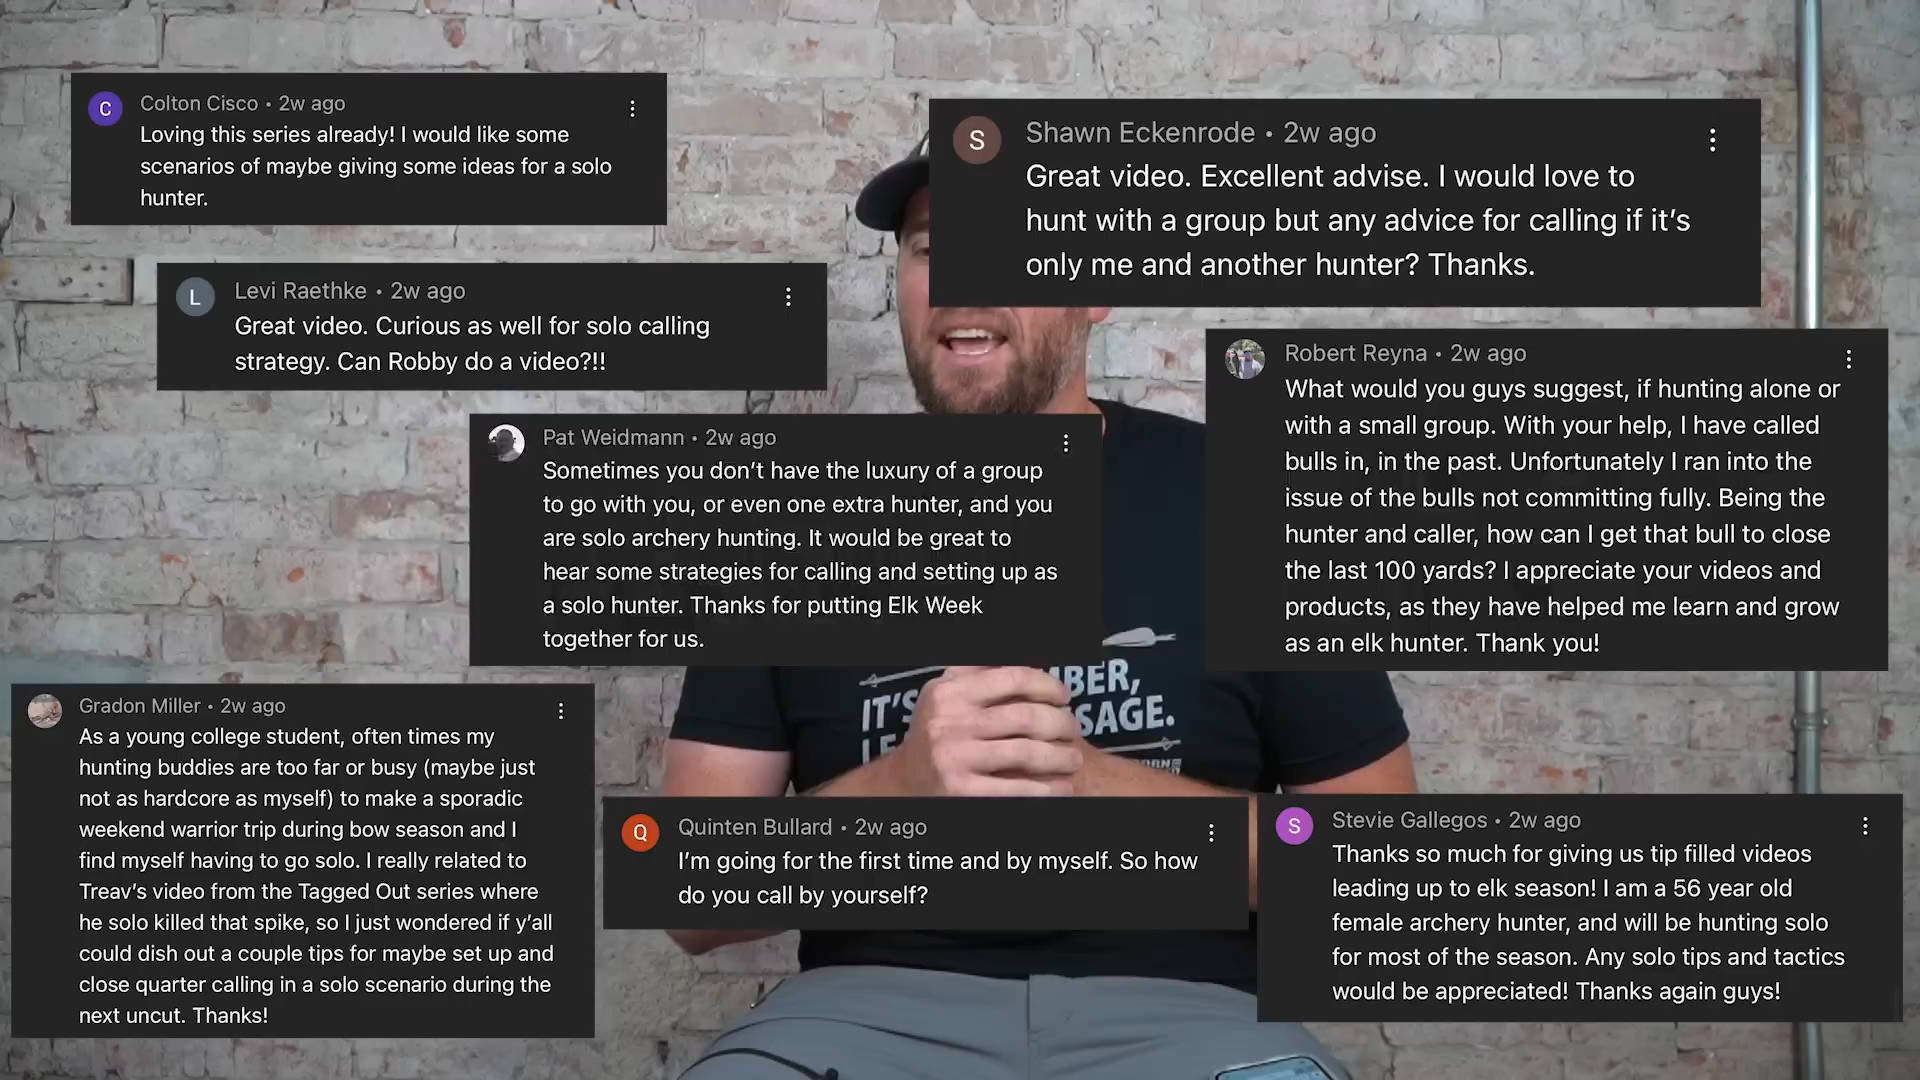 C
Colton Cisco • 2w ago
Loving this series already! I would like some
scenarios of maybe giving some ideas for a solo
hunter.
S
Shawn Eckenrode • 2w ago
Great video. Excellent advise. I would love to
hunt with a group but any advice for calling if it’s
only me and another hunter? Thanks.
L
Levi Raethke • 2w ago
Great video. Curious as well for solo calling
strategy. Can Robby do a video?!!
Robert Reyna • 2w ago
What would you guys suggest, if hunting alone or
with a small group. With your help, I have called
bulls in, in the past. Unfortunately I ran into the
issue of the bulls not committing fully. Being the
hunter and caller, how can I get that bull to close
the last 100 yards? I appreciate your videos and
products, as they have helped me learn and grow
as an elk hunter. Thank you!
Pat Weidmann • 2w ago
Sometimes you don’t have the luxury of a group
to go with you, or even one extra hunter, and you
are solo archery hunting. It would be great to
hear some strategies for calling and setting up as
a solo hunter. Thanks for putting Elk Week
together for us.
IT’S
Gradon Miller • 2w ago
As a young college student, often times my
hunting buddies are too far or busy (maybe just
not as hardcore as myself) to make a sporadic
weekend warrior trip during bow season and I
find myself having to go solo. I really related to
Treav’s video from the Tagged Out series where
he solo killed that spike, so I just wondered if y’all
could dish out a couple tips for maybe set up and
close quarter calling in a solo scenario during the
next uncut. Thanks!
Q
Quinten Bullard • 2w ago
I’m going for the first time and by myself. So how
do you call by yourself?
S
Stevie Gallegos • 2w ago
Thanks so much for giving us tip filled videos
leading up to elk season! I am a 56 year old
female archery hunter, and will be hunting solo
for most of the season. Any solo tips and tactics
would be appreciated! Thanks again guys!